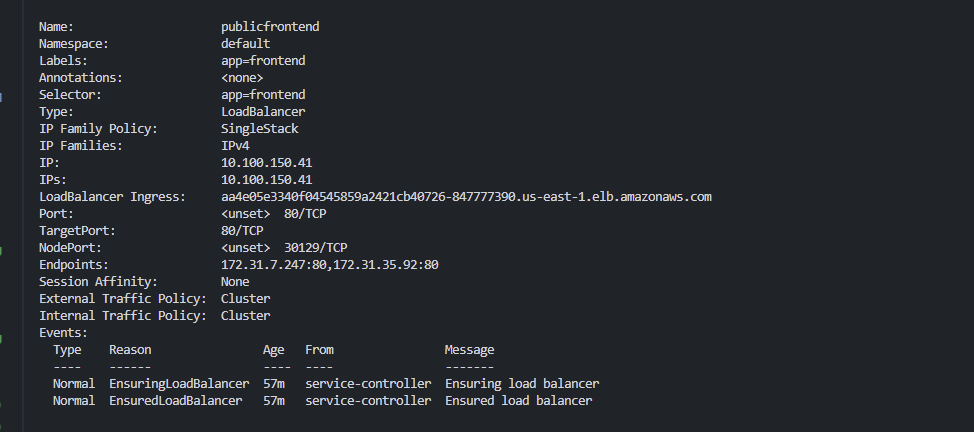 Name:                     publicfrontend
Namespace:                default
Labels:                   app=frontend
Annotations:              <none>
Selector:                 app=frontend
Type:                     LoadBalancer
IP Family Policy:         SingleStack
IP Families:              IPv4
IP:                       10.100.150.41
IPs:                      10.100.150.41
LoadBalancer Ingress:     aa4e05e3340f04545859a2421cb40726-847777390.us-east-1.elb.amazonaws.com
Port:                     <unset>  80/TCP
TargetPort:               80/TCP
NodePort:                 <unset>  30129/TCP
Endpoints:                172.31.7.247:80,172.31.35.92:80
Session Affinity:         None
External Traffic Policy:  Cluster
Internal Traffic Policy:  Cluster
Events:
  Type    Reason                Age   From                Message
  ----    ------                ----  ----                -------
  Normal  EnsuringLoadBalancer  57m   service-controller  Ensuring load balancer
  Normal  EnsuredLoadBalancer   57m   service-controller  Ensured load balancer